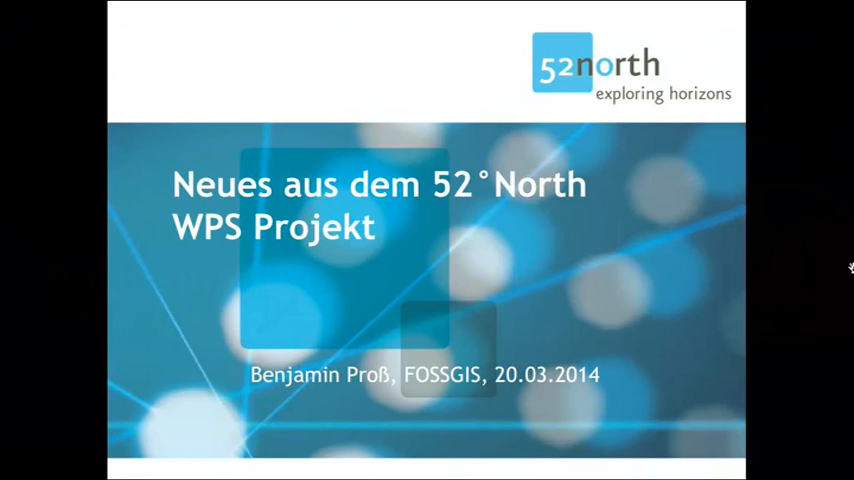 52north
exploring horizons
Neues aus dem 52°North
WPS Projekt
Benjamin Proß, FOSSGIS, 20.03.2014